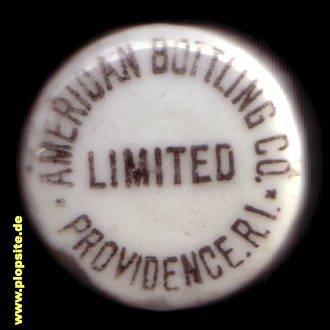 AMERICAN BOTTLING CO.
LIMITED
PROVIDENCE. R.I.
www.plopsite.de